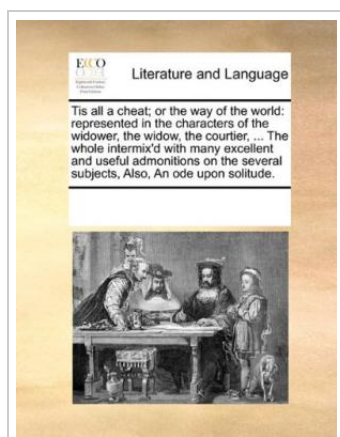 ECCO
Literature and Language
Tis all a cheat; or the way of the world:
represented in the characters of the
widower, the widow, the courtier, ... The
whole intermix'd with many excellent
and useful admonitions on the several
subjects, Also, An ode upon solitude.